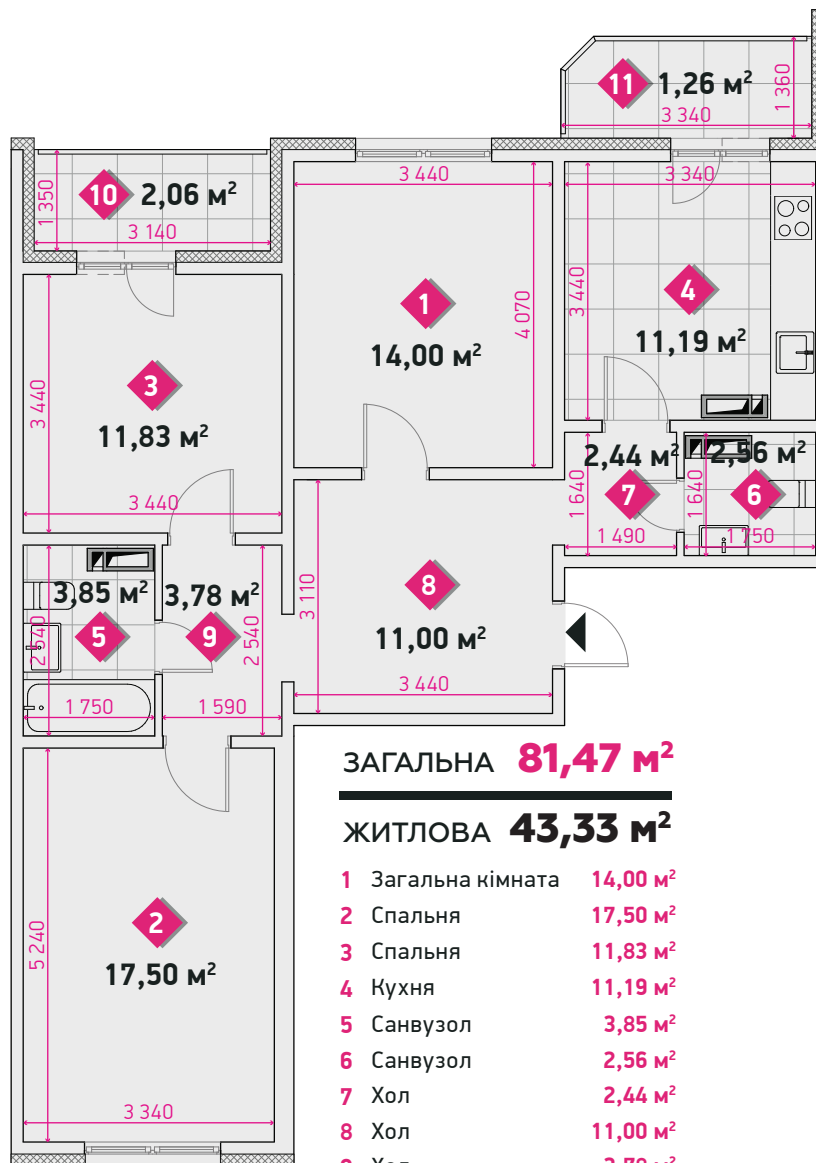 11 1,26 м²
1 360
3 340
10 2,06 м²
1 350
3 140
3 440
3 340
1
14,00 м²
4 070
4
11,19 м²
3 440
3
11,83 м²
3 440
3 440
2,44 м²
7
1 640
1 490
2,56 м²
6
1 640
1 750
3,85 м²
5
2 540
1 750
3,78 м²
9
2 540
1 590
8
11,00 м²
3 110
3 440
2
17,50 м²
5 240
3 340
ЗАГАЛЬНА 81,47 м²
ЖИТЛОВА 43,33 м²
1 Загальна кімната 14,00 м²
2 Спальня 17,50 м²
3 Спальня 11,83 м²
4 Кухня 11,19 м²
5 Санвузол 3,85 м²
6 Санвузол 2,56 м²
7 Хол 2,44 м²
8 Хол 11,00 м²